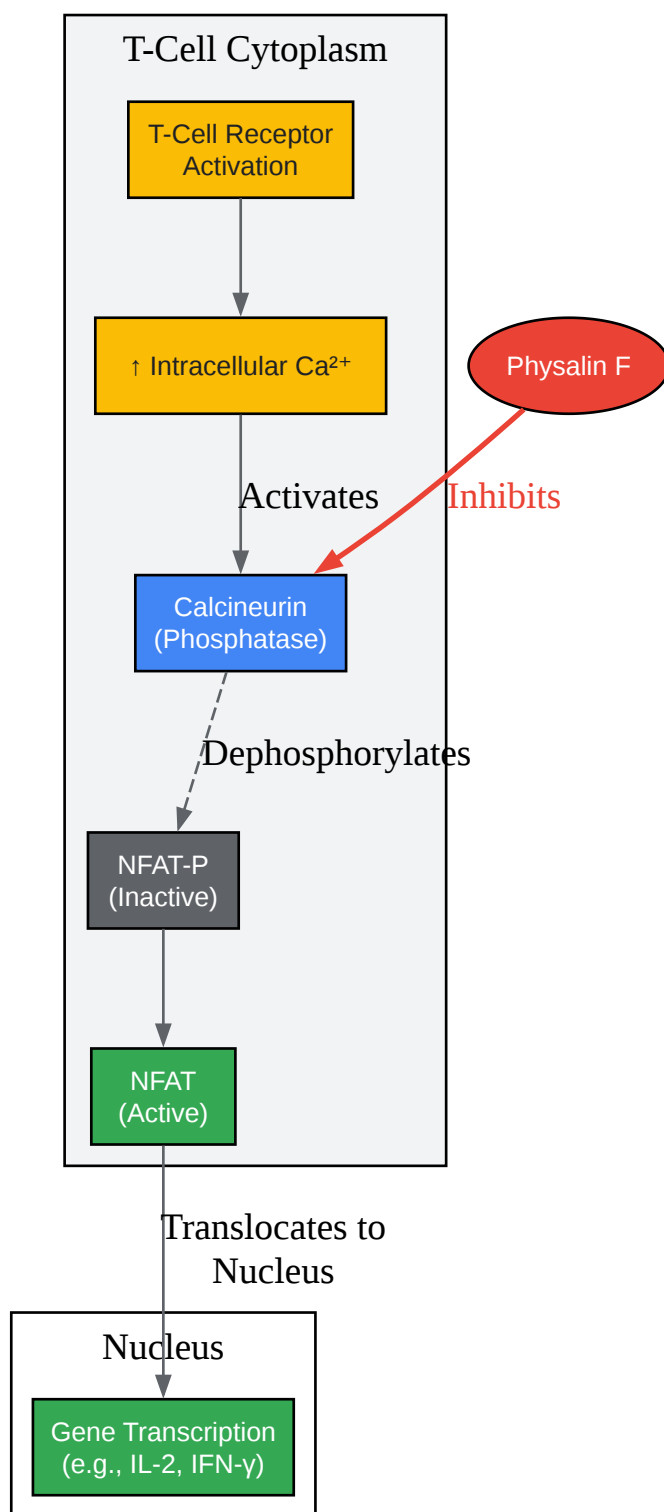 T-Cell Cytoplasm
T-Cell Receptor
Activation
↑ Intracellular Ca²⁺
Physalin F
Activates
Inhibits
Calcineurin
(Phosphatase)
Dephosphorylates
NFAT-P
(Inactive)
NFAT
(Active)
Translocates to
Nucleus
Nucleus
Gene Transcription
(e.g., IL-2, IFN-γ)